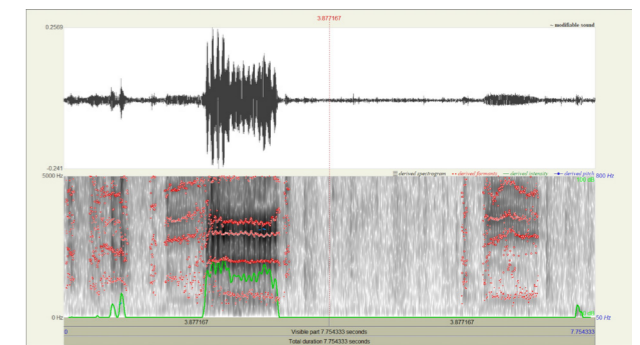 3.877167
0.2569
~ modifiable sound
-0.241
5000 Hz
derived spectrogram
derived formants
derived intensity
derived pitch
800 Hz
0 Hz
50 Hz
3.877167
3.877167
0
Visible part 7.754333 seconds
7.754333
Total duration 7.754333 seconds